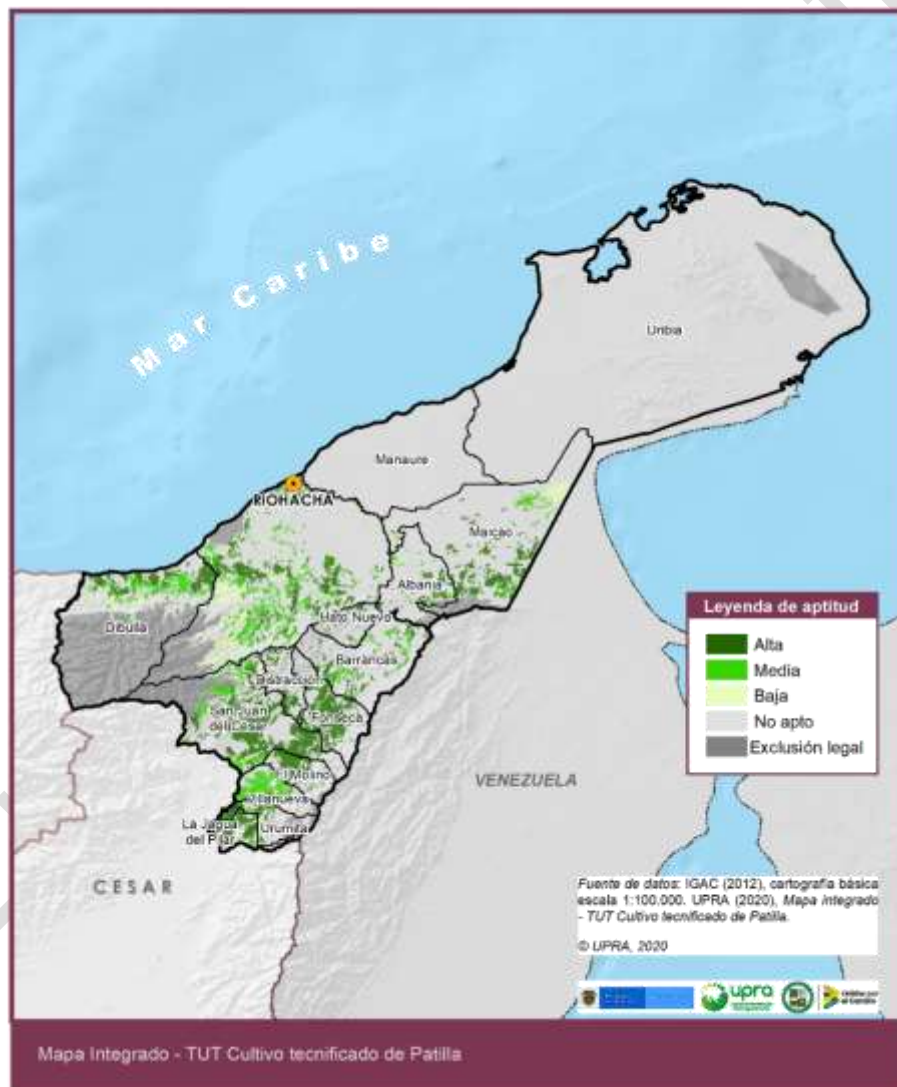 Mar Caribe
Uribia
Manaure
RIOHACHA
Maicao
Albania
Dibulla
Hato Nuevo
Barrancas
Distracción
San Juan
del Cesar
Fonseca
El Molino
Villanueva
La Jagua
del Pilar
Urumita
VENEZUELA
CESAR
Leyenda de aptitud
Alta
Media
Baja
No apto
Exclusión legal
Fuente de datos: IGAC (2012), cartografía básica
escala 1:100.000. UPRA (2020), Mapa integrado
- TUT Cultivo tecnificado de Patilla.
© UPRA, 2020
upra
Mapa Integrado - TUT Cultivo tecnificado de Patilla